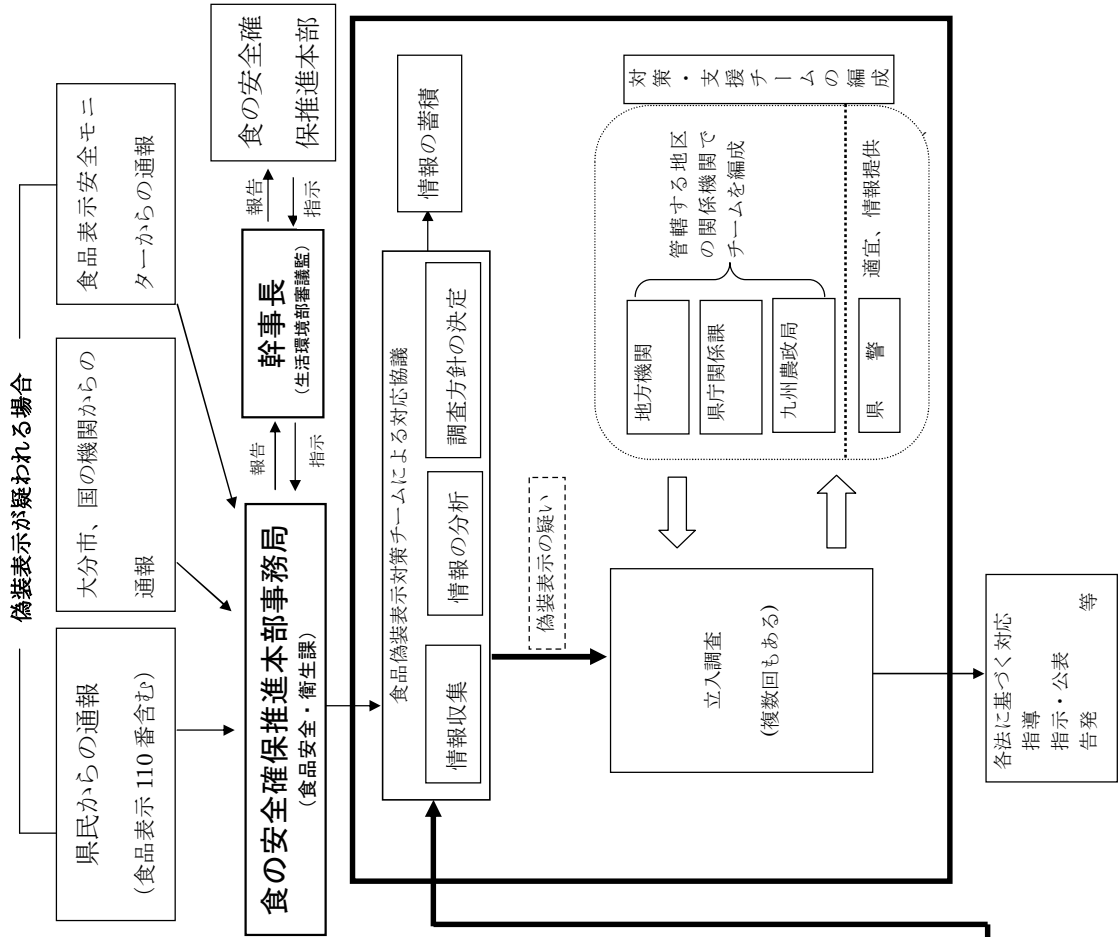 偽装表示が疑われる場合
県民からの通報
(食品表示 110 番含む)
大分市、国の機関からの
通報
食品表示安全モニ
ターからの通報
食の安全確保推進本部事務局
(食品安全・衛生課)
報告
指示
幹事長
(生活環境部審議監)
報告
指示
食の安全確
保推進本部
食品偽装表示対策チームによる対応協議
情報収集
情報の分析
調査方針の決定
情報の蓄積
偽装表示の疑い
立入調査
(複数回もある)
地方機関
県庁関係課
九州農政局
管轄する地区
の関係機関で
チームを編成
県 警
適宜、情報提供
対策・支援チームの編成
各法に基づく対応
指導
指示・公表
告発 等